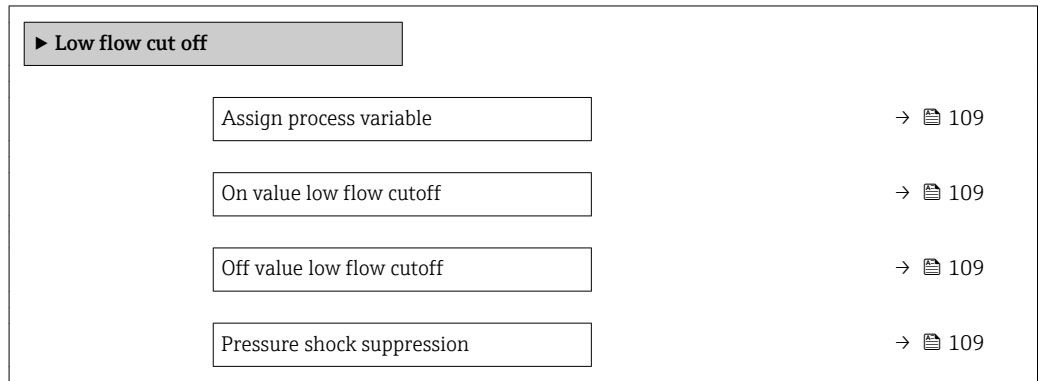 ► Low flow cut off
Assign process variable → 109
On value low flow cutoff → 109
Off value low flow cutoff → 109
Pressure shock suppression → 109